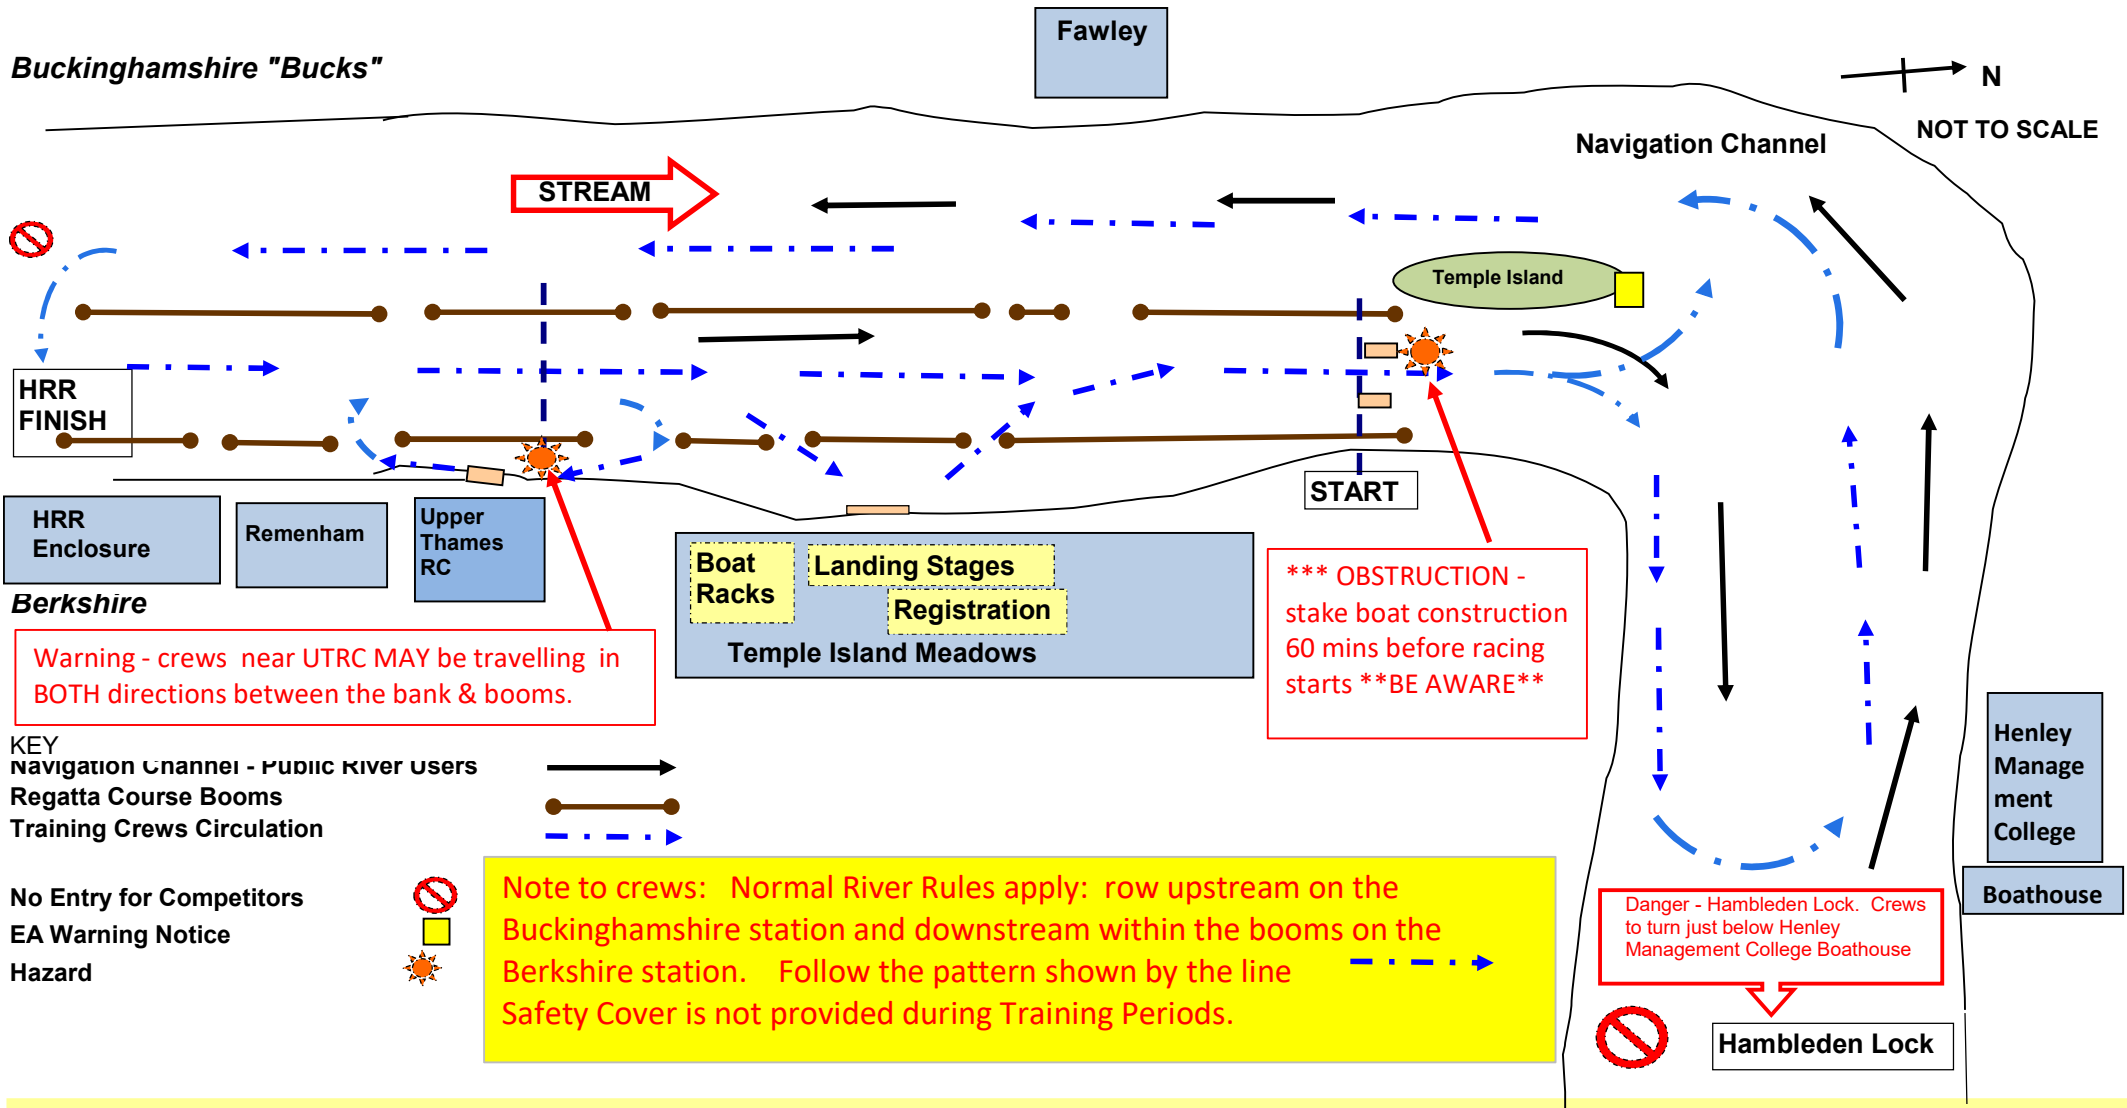 Fawley
Buckinghamshire "Bucks"
N
NOT TO SCALE
Navigation Channel
STREAM
Temple Island
HRR
FINISH
START
HRR
Enclosure
Remenham
Upper
Thames
RC
Boat
Racks
Landing Stages
Registration
Temple Island Meadows
*** OBSTRUCTION -
stake boat construction
60 mins before racing
starts **BE AWARE**
Berkshire
Warning - crews near UTRC MAY be travelling in
BOTH directions between the bank & booms.
KEY
Navigation Channel - Public River Users
Regatta Course Booms
Training Crews Circulation
No Entry for Competitors
EA Warning Notice
Hazard
Note to crews: Normal River Rules apply: row upstream on the
Buckinghamshire station and downstream within the booms on the
Berkshire station. Follow the pattern shown by the line
Safety Cover is not provided during Training Periods.
Henley
Manage
ment
College
Boathouse
Danger - Hambleden Lock. Crews
to turn just below Henley
Management College Boathouse
Hambleden Lock